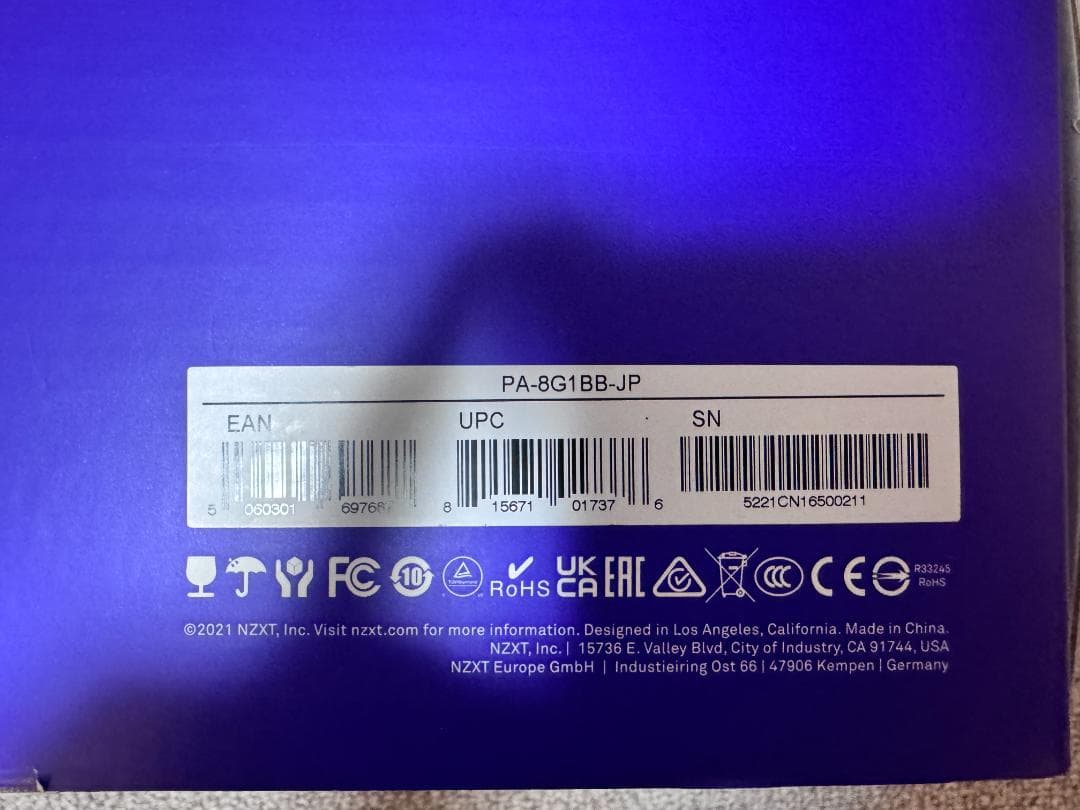 PA-8G1BB-JP
EAN UPC SN
5 060301 8 15671 01737 6 5221CN16500211
FC 10 RoHS UK CA EAC CCC CE R33245 RoHS
©2021 NZXT, Inc. Visit nzxt.com for more information. Designed in Los Angeles, California. Made in China.
NZXT, Inc. | 15736 E. Valley Blvd, City of Industry, CA 91744, USA
NZXT Europe GmbH | Industieiring Ost 66 | 47906 Kempen | Germany